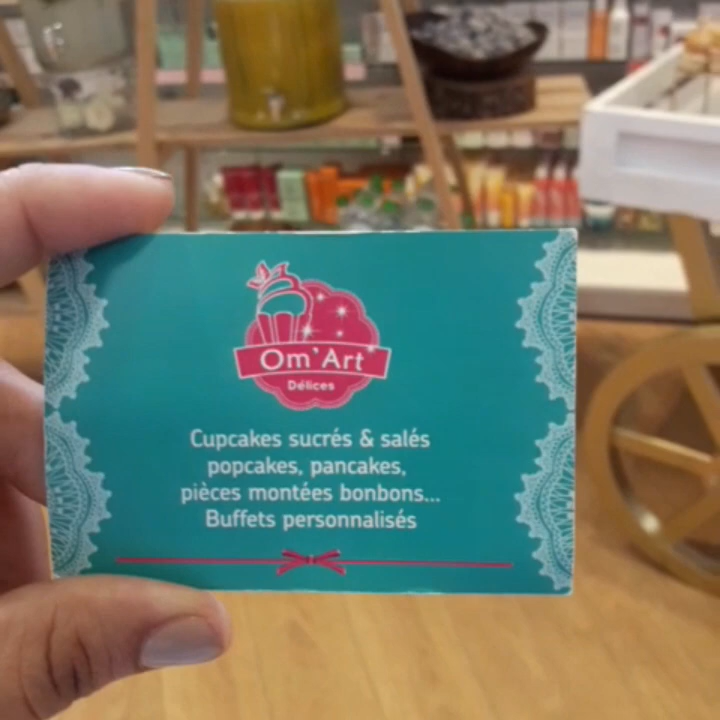 Om'Art
Délices
Cupcakes sucrés & salés
popcakes, pancakes,
pièces montées bonbons...
Buffets personnalisés